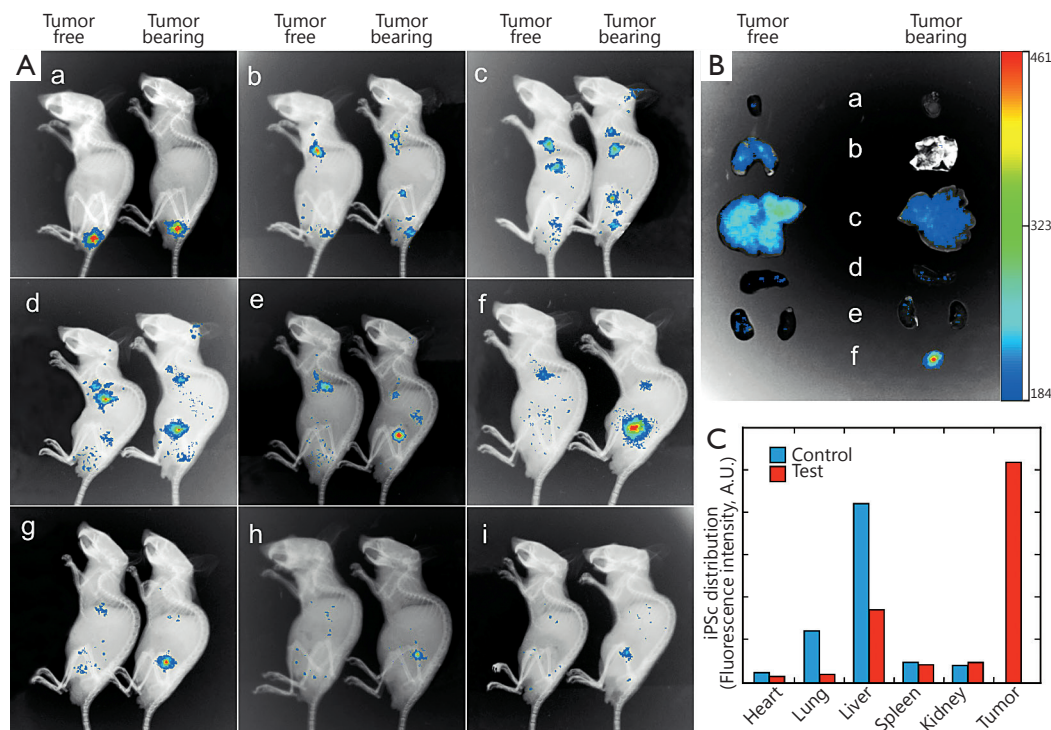 Tumor free
Tumor bearing
Tumor free
Tumor bearing
Tumor free
Tumor bearing
Tumor free
Tumor bearing
A
a
b
c
d
e
f
g
h
i
B
a
b
c
d
e
f
461
323
184
C
Control
Test
iPSc distribution
(Fluorescence intensity, A.U.)
Heart
Lung
Liver
Spleen
Kidney
Tumor